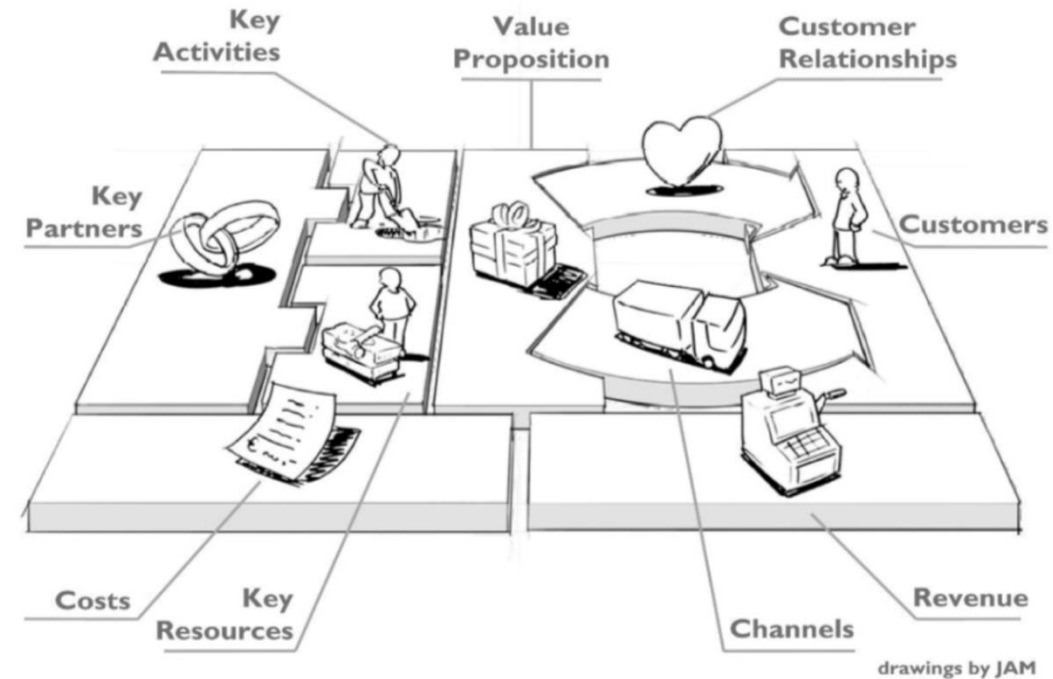 Key
Activities
Value
Proposition
Customer
Relationships
Key
Partners
Customers
Costs
Key
Resources
Channels
Revenue
drawings by JAM